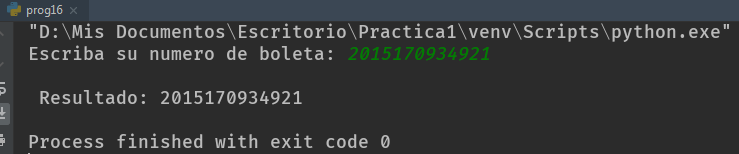 prog16
"D:\Mis Documentos\Escritorio\Practica1\venv\Scripts\python.exe"
Escriba su numero de boleta: 2015170934921
Resultado: 2015170934921
Process finished with exit code 0